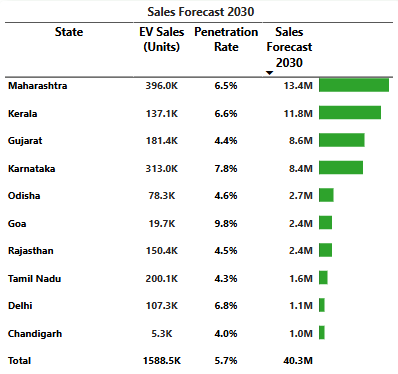 Sales Forecast 2030
State EV Sales (Units) Penetration Rate Sales Forecast 2030
Maharashtra 396.0K 6.5% 13.4M
Kerala 137.1K 6.6% 11.8M
Gujarat 181.4K 4.4% 8.6M
Karnataka 313.0K 7.8% 8.4M
Odisha 78.3K 4.6% 2.7M
Goa 19.7K 9.8% 2.4M
Rajasthan 150.4K 4.5% 2.4M
Tamil Nadu 200.1K 4.3% 1.6M
Delhi 107.3K 6.8% 1.1M
Chandigarh 5.3K 4.0% 1.0M
Total 1588.5K 5.7% 40.3M